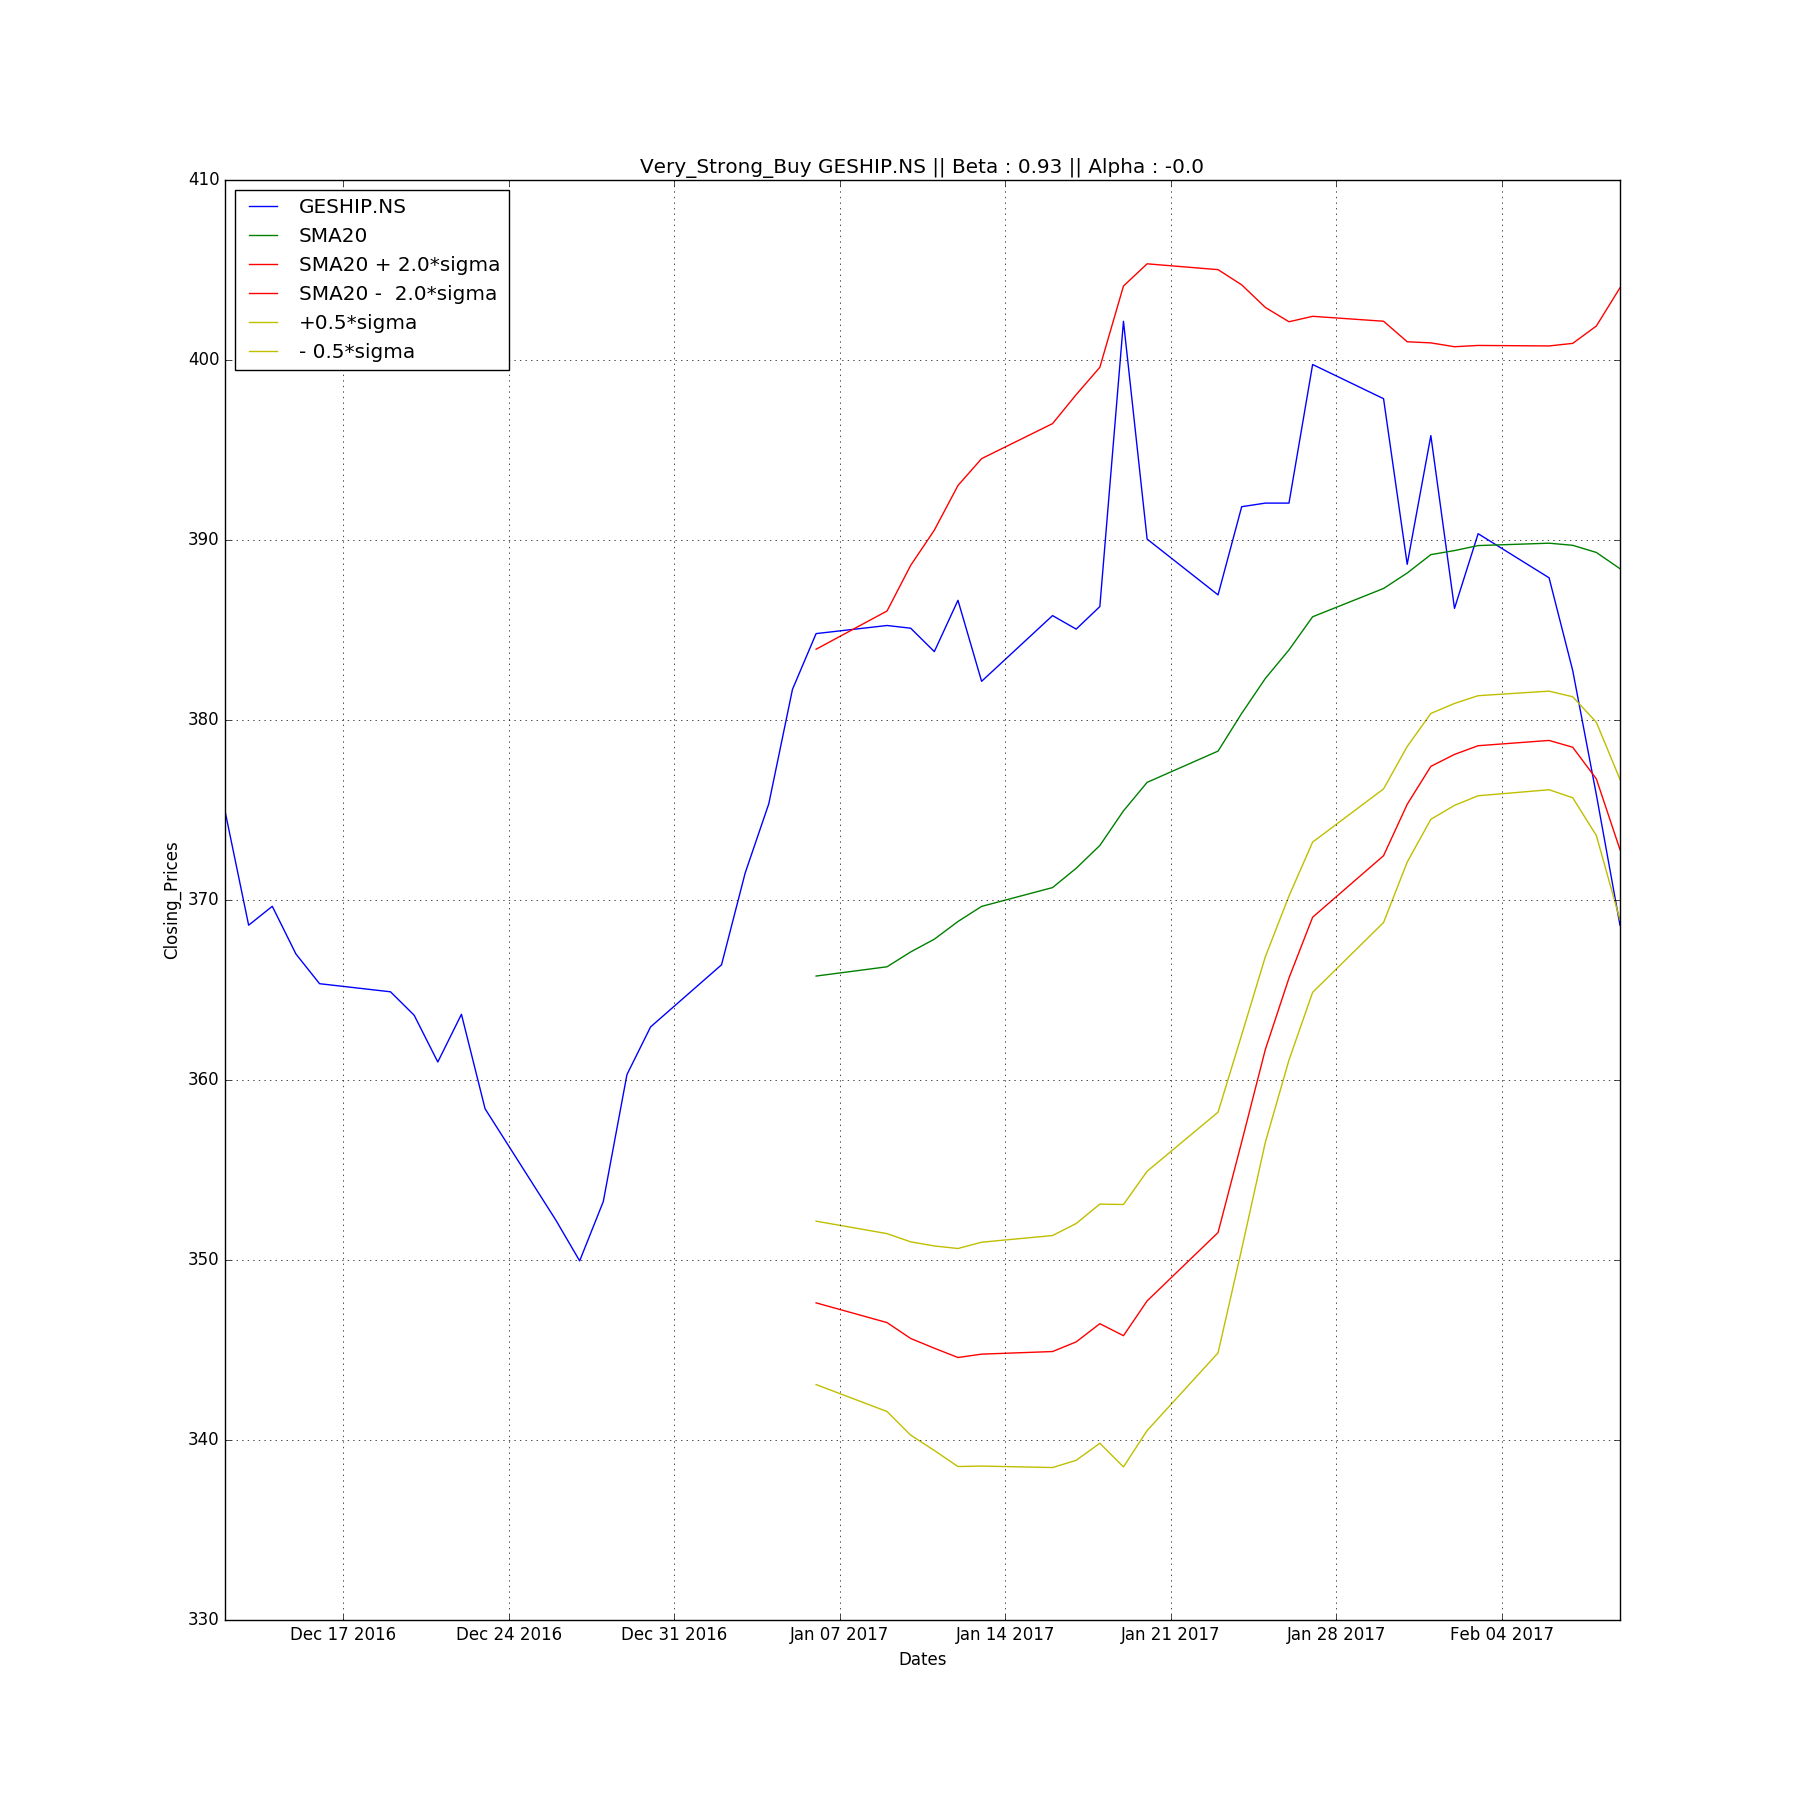 Very_Strong_Buy GESHIP.NS || Beta : 0.93 || Alpha : -0.0
GESHIP.NS
SMA20
SMA20 + 2.0*sigma
SMA20 -  2.0*sigma
+0.5*sigma
- 0.5*sigma
410
400
390
380
370
360
350
340
330
Closing_Prices
Dec 17 2016 Dec 24 2016 Dec 31 2016 Jan 07 2017 Jan 14 2017 Jan 21 2017 Jan 28 2017 Feb 04 2017
Dates